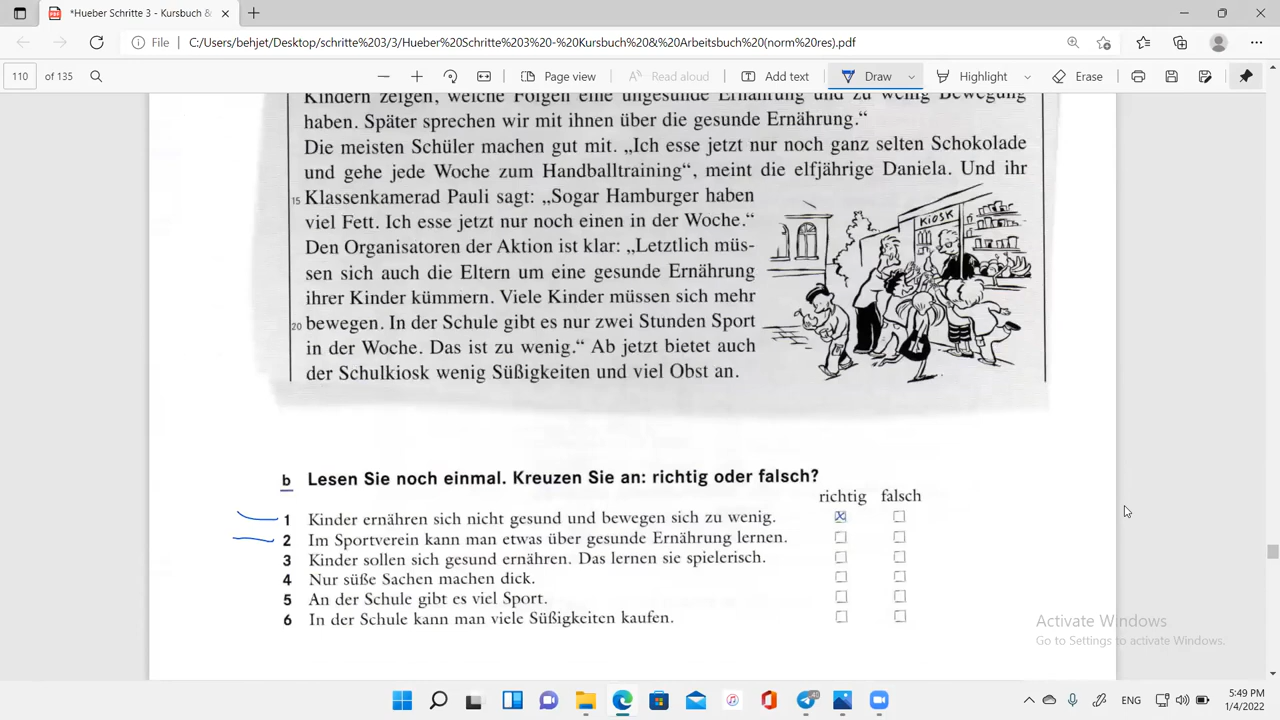 *Hueber Schritte 3 - Kursbuch &
File C:/Users/behjet/Desktop/schritte%203/3/Hueber%20Schritte%203%20-%20Kursbuch%20&%20Arbeitsbuch%20(norm%20res).pdf
110 of 135 Page view Read aloud Add text Draw Highlight Erase
Kindern zeigen, welche Folgen eine ungesunde Ernährung und zu wenig Bewegung
haben. Später sprechen wir mit ihnen über die gesunde Ernährung.“
Die meisten Schüler machen gut mit. „Ich esse jetzt nur noch ganz selten Schokolade
und gehe jede Woche zum Handballtraining“, meint die elfjährige Daniela. Und ihr
15 Klassenkamerad Pauli sagt: „Sogar Hamburger haben
viel Fett. Ich esse jetzt nur noch einen in der Woche.“
Den Organisatoren der Aktion ist klar: „Letztlich müs-
sen sich auch die Eltern um eine gesunde Ernährung
ihrer Kinder kümmern. Viele Kinder müssen sich mehr
20 bewegen. In der Schule gibt es nur zwei Stunden Sport
in der Woche. Das ist zu wenig.“ Ab jetzt bietet auch
der Schulkiosk wenig Süßigkeiten und viel Obst an.
KIOSK
b Lesen Sie noch einmal. Kreuzen Sie an: richtig oder falsch?
richtig falsch
1 Kinder ernähren sich nicht gesund und bewegen sich zu wenig.
2 Im Sportverein kann man etwas über gesunde Ernährung lernen.
3 Kinder sollen sich gesund ernähren. Das lernen sie spielerisch.
4 Nur süße Sachen machen dick.
5 An der Schule gibt es viel Sport.
6 In der Schule kann man viele Süßigkeiten kaufen.
Activate Windows
Go to Settings to activate Windows.
ENG
5:49 PM
1/4/2022